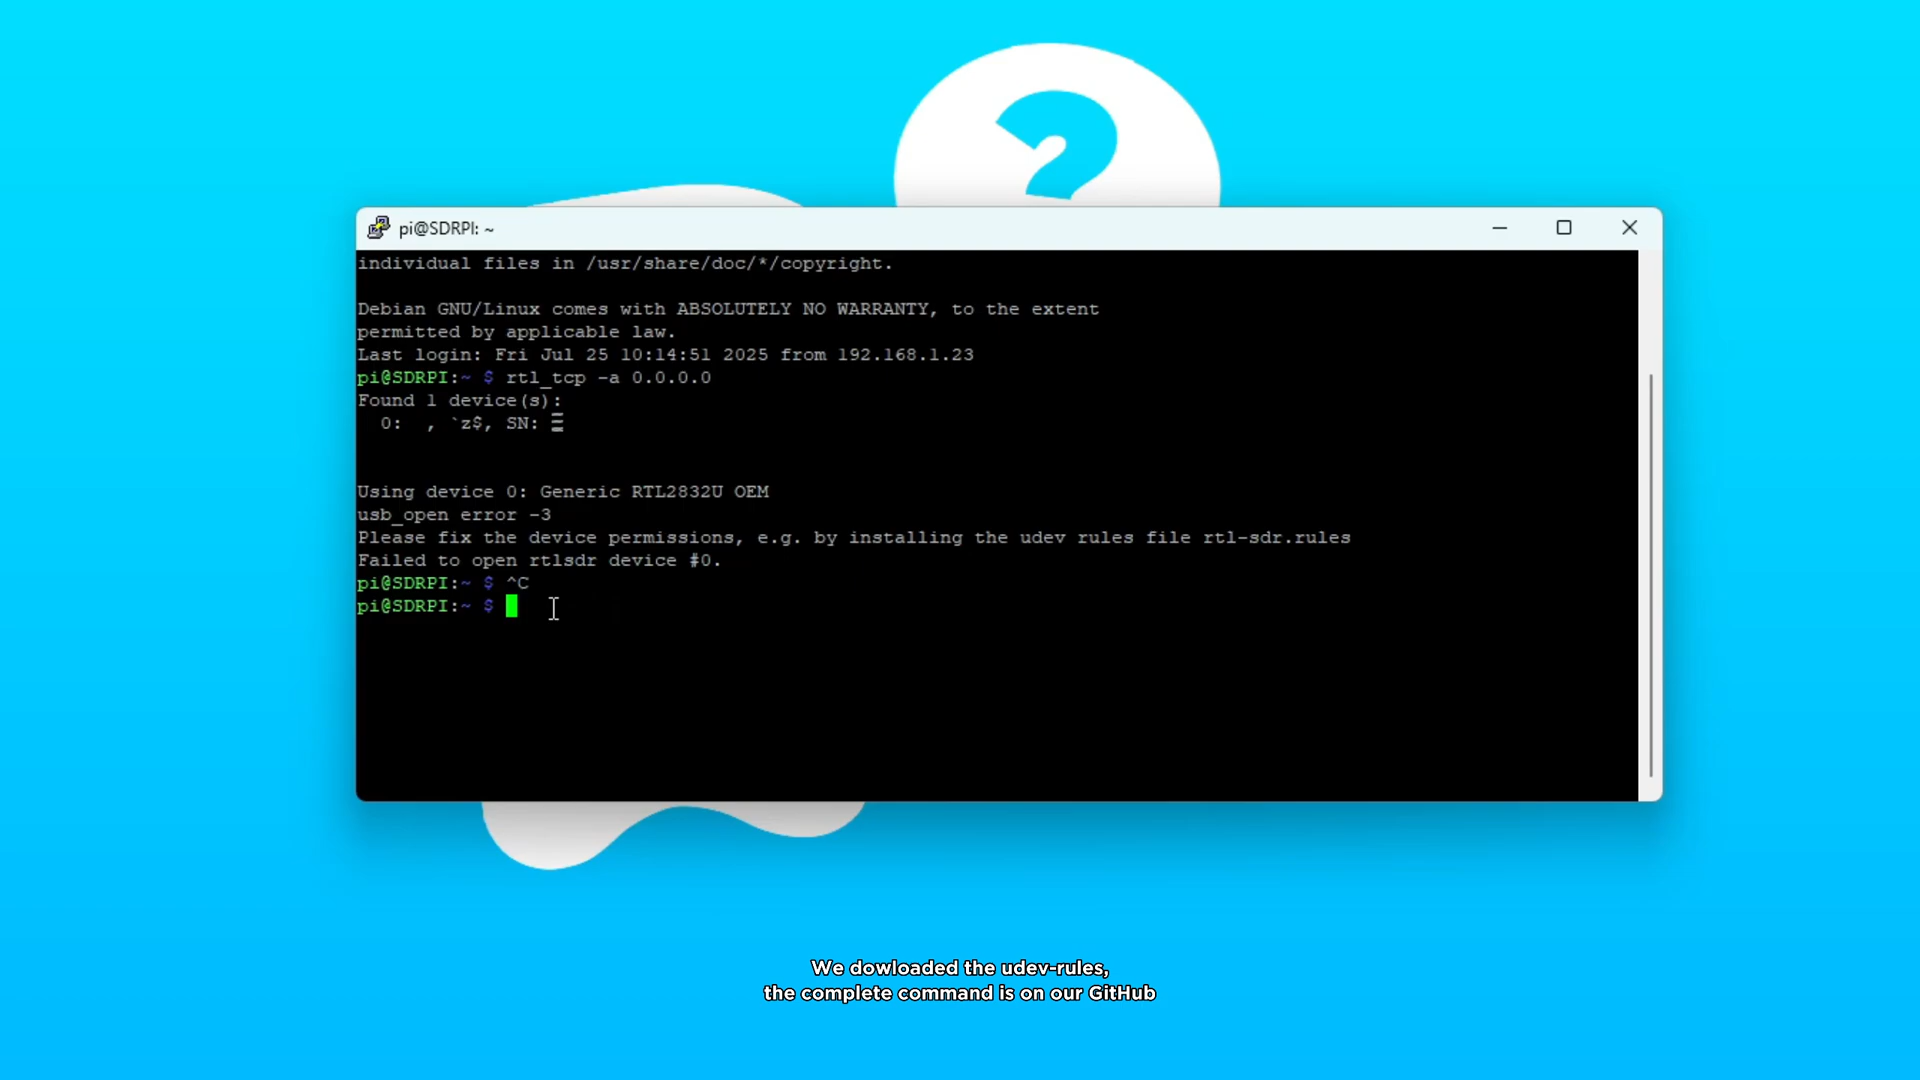 ?
pi@SDRPI: ~
individual files in /usr/share/doc/*/copyright.
Debian GNU/Linux comes with ABSOLUTELY NO WARRANTY, to the extent
permitted by applicable law.
Last login: Fri Jul 25 10:14:51 2025 from 192.168.1.23
pi@SDRPI:~ $ rtl_tcp -a 0.0.0.0
Found 1 device(s):
0:  , `z$, SN:
Using device 0: Generic RTL2832U OEM
usb_open error -3
Please fix the device permissions, e.g. by installing the udev rules file rtl-sdr.rules
Failed to open rtlsdr device #0.
pi@SDRPI:~ $ ^C
pi@SDRPI:~ $
We dowloaded the udev-rules,
the complete command is on our GitHub